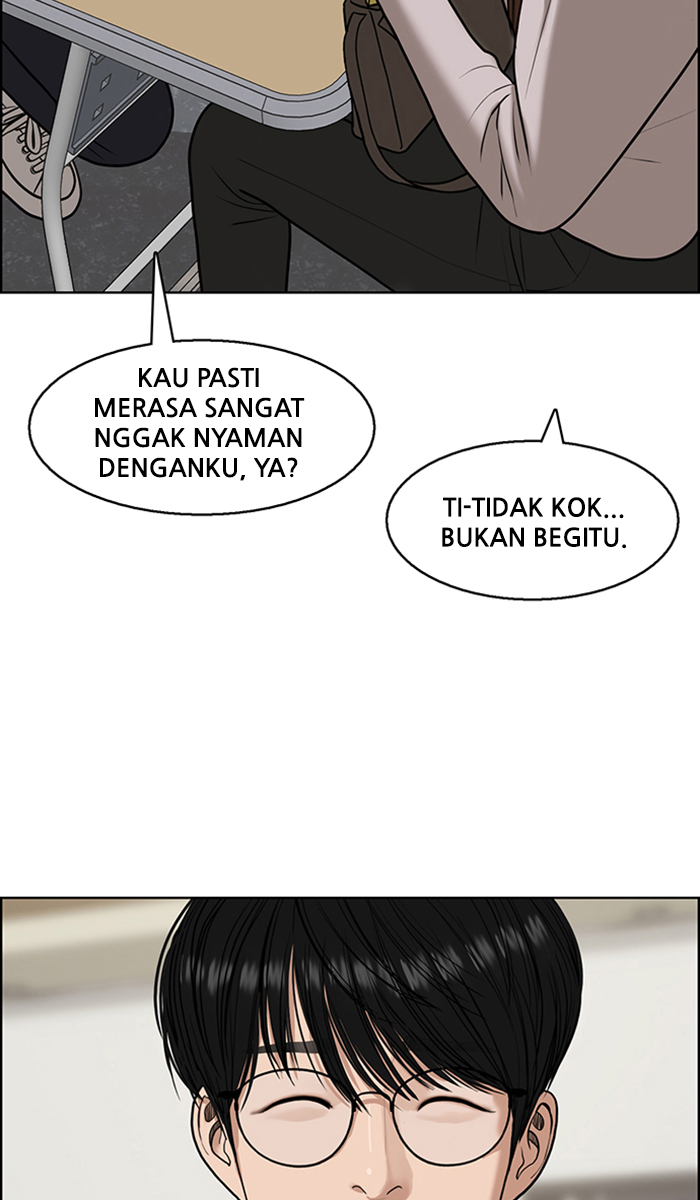 KAU PASTI
MERASA SANGAT
NGGAK NYAMAN
DENGANKU, YA?
TI-TIDAK KOK...
BUKAN BEGITU.